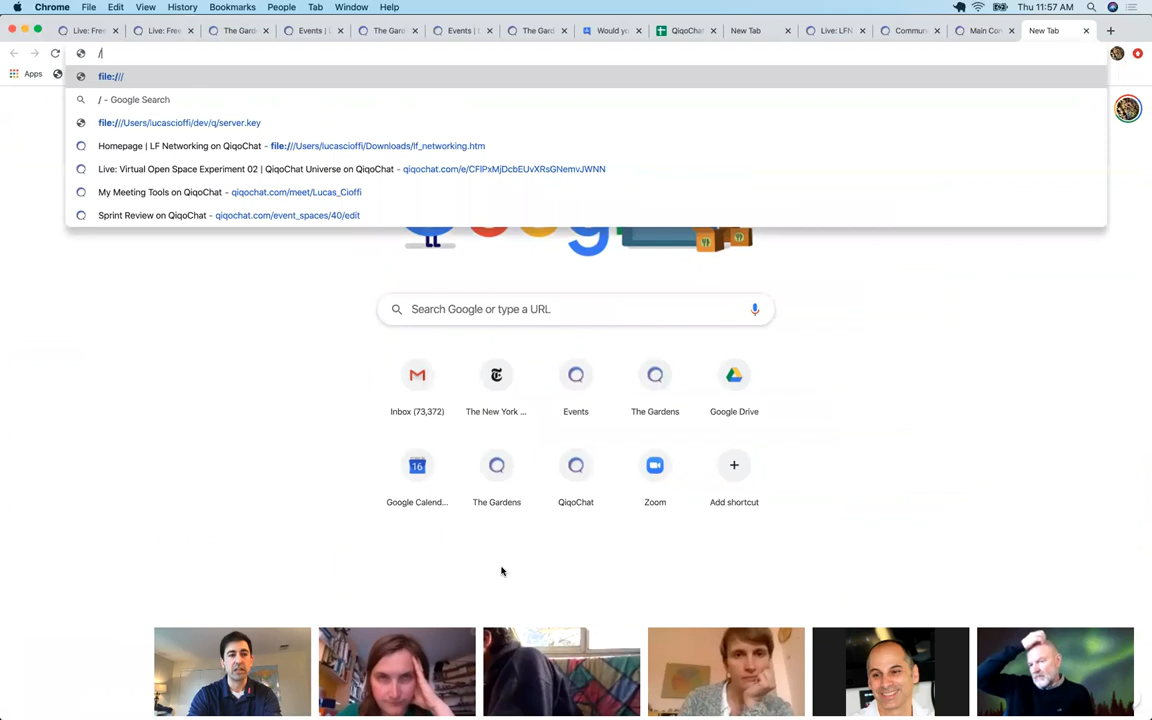 Chrome File Edit View History Bookmarks People Tab Window Help Thu 11:57 AM
Live: Free Live: Free The Gard Events | L The Gard Events | L The Gard Would yo QiqoChat New Tab Live: LFN Commun Main Con New Tab
/
Apps
file:///
/ - Google Search
file:///Users/lucascioffi/dev/q/server.key
Homepage | LF Networking on QiqoChat - file:///Users/lucascioffi/Downloads/lf_networking.htm
Live: Virtual Open Space Experiment 02 | QiqoChat Universe on QiqoChat - qiqochat.com/e/CFlPxMjDcbEUvXRsGNemvJWNN
My Meeting Tools on QiqoChat - qiqochat.com/meet/Lucas_Cioffi
Sprint Review on QiqoChat - qiqochat.com/event_spaces/40/edit
Search Google or type a URL
Inbox (73,372) The New York ... Events The Gardens Google Drive
16
Google Calend... The Gardens QiqoChat Zoom Add shortcut